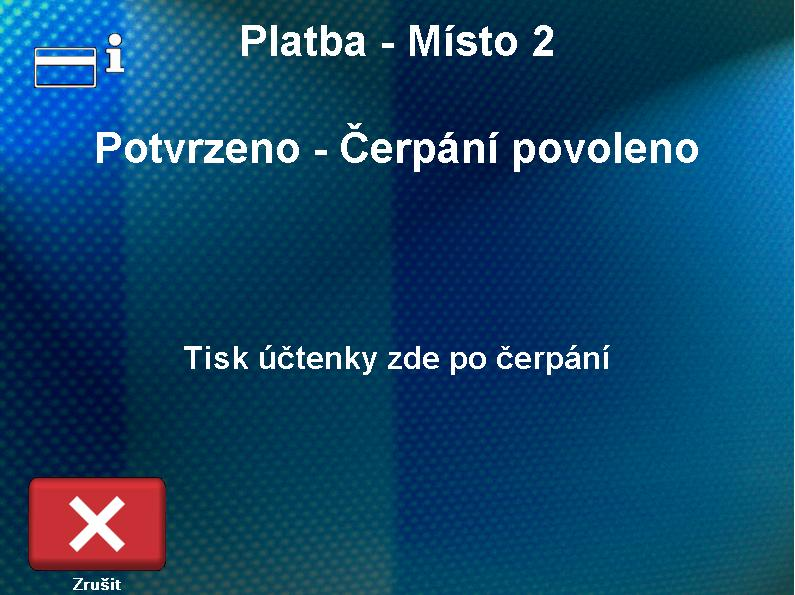 Platba - Místo 2
Potvrzeno - Čerpání povoleno
Tisk účtenky zde po čerpání
Zrušit